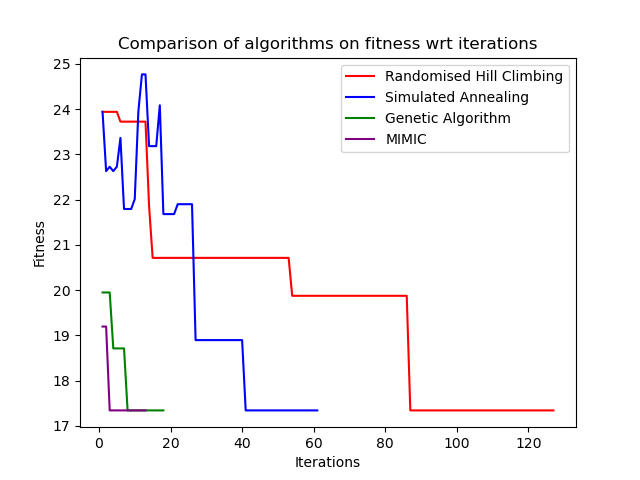 Comparison of algorithms on fitness wrt iterations
25
24
23
22
21
20
19
18
17
Fitness
Randomised Hill Climbing
Simulated Annealing
Genetic Algorithm
MIMIC
0 20 40 60 80 100 120
Iterations